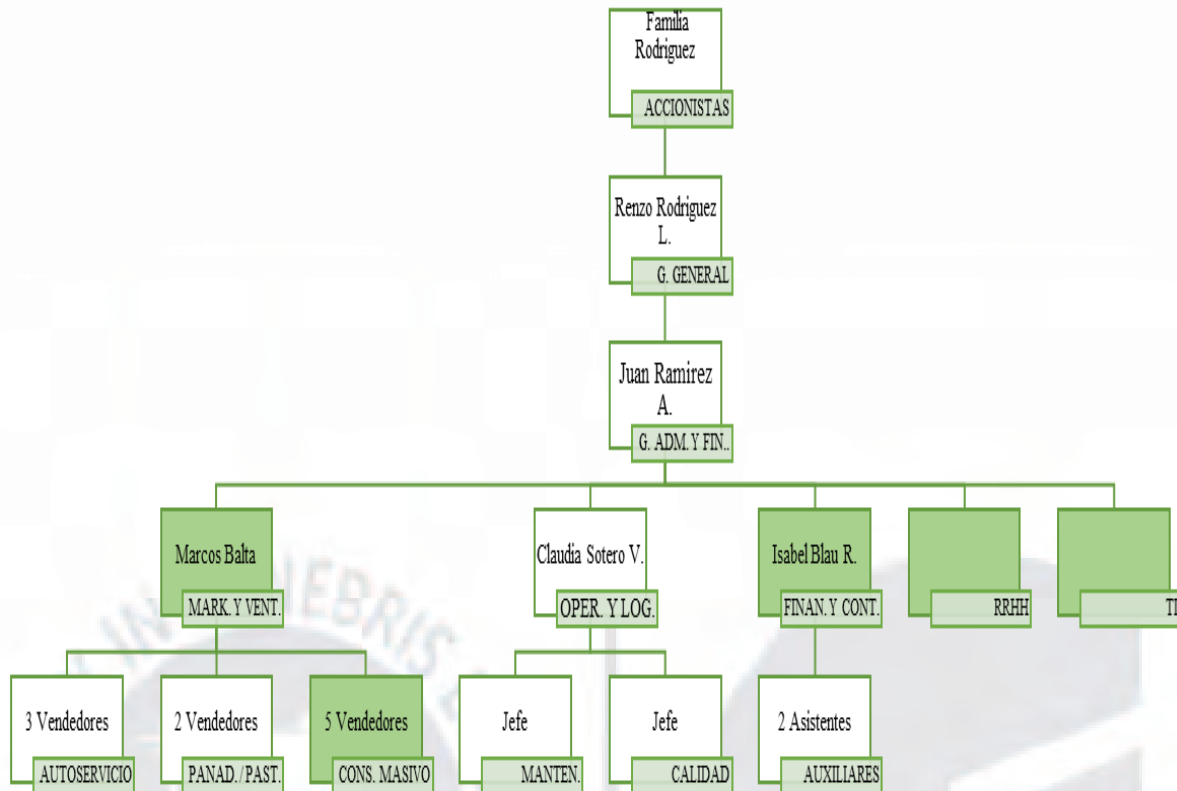 Familia
Rodriguez
ACCIONISTAS
Renzo Rodriguez
L.
G. GENERAL
Juan Ramirez
A.
G. ADM. Y FIN..
Marcos Balta
MARK. Y VENT.
Claudia Sotero V.
OPER. Y LOG.
Isabel Blau R.
FINAN. Y CONT.
RRHH
TI
3 Vendedores
AUTOSERVICIO
2 Vendedores
PANAD. / PAST.
5 Vendedores
CONS. MASIVO
Jefe
MANTEN.
Jefe
CALIDAD
2 Asistentes
AUXILIARES